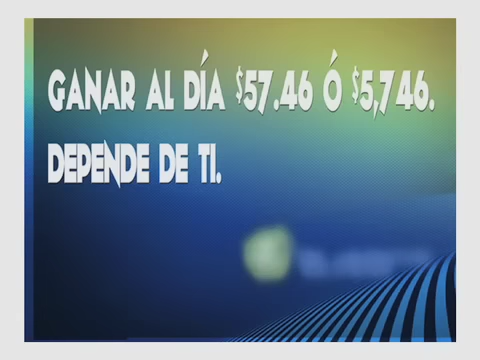 GANAR AL DÍA $57.46 Ó $5,746.
DEPENDE DE TI.